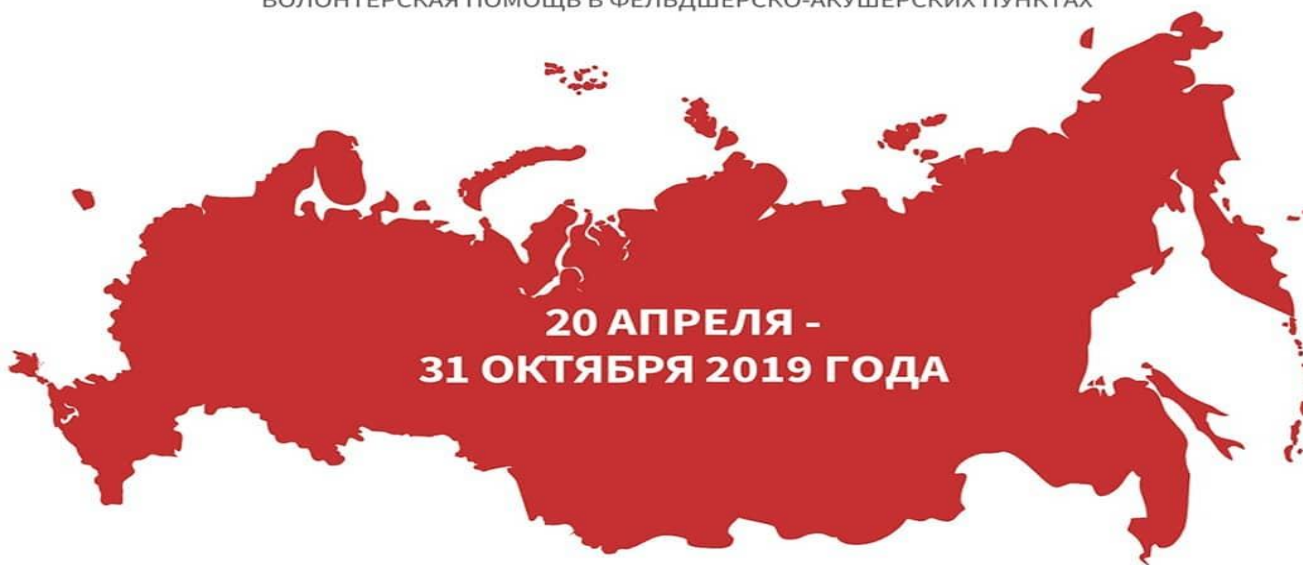 ВОЛОНТЕРСКАЯ ПОМОЩЬ В ФЕЛЬДШЕРСКО-АКУШЕРСКИХ ПУНКТАХ
20 АПРЕЛЯ -
31 ОКТЯБРЯ 2019 ГОДА